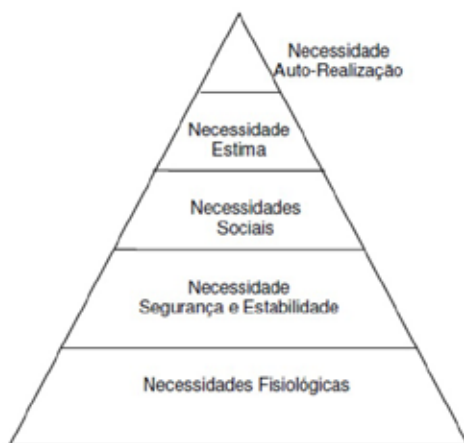 Necessidade
Auto-Realização
Necessidade
Estima
Necessidades
Sociais
Necessidade
Segurança e Estabilidade
Necessidades Fisiológicas